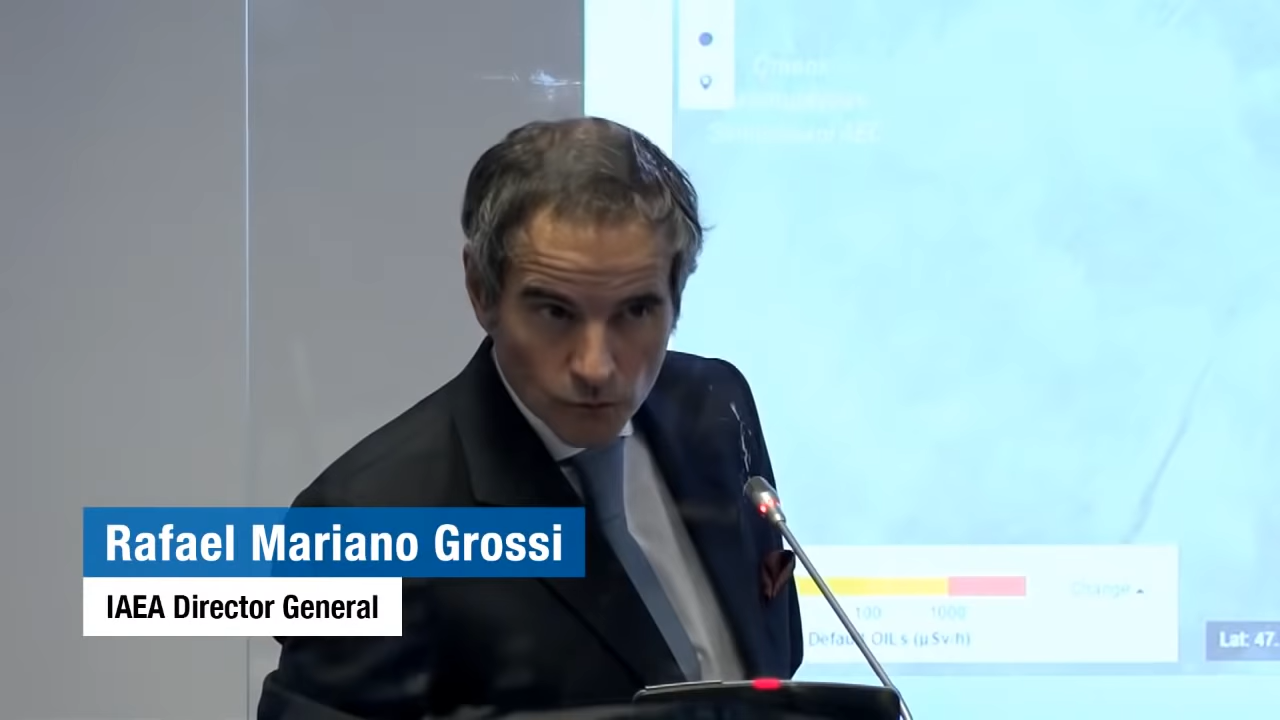 Rafael Mariano Grossi
IAEA Director General
Change
100 1000
Default OILs (µSv/h)
Lat: 47.